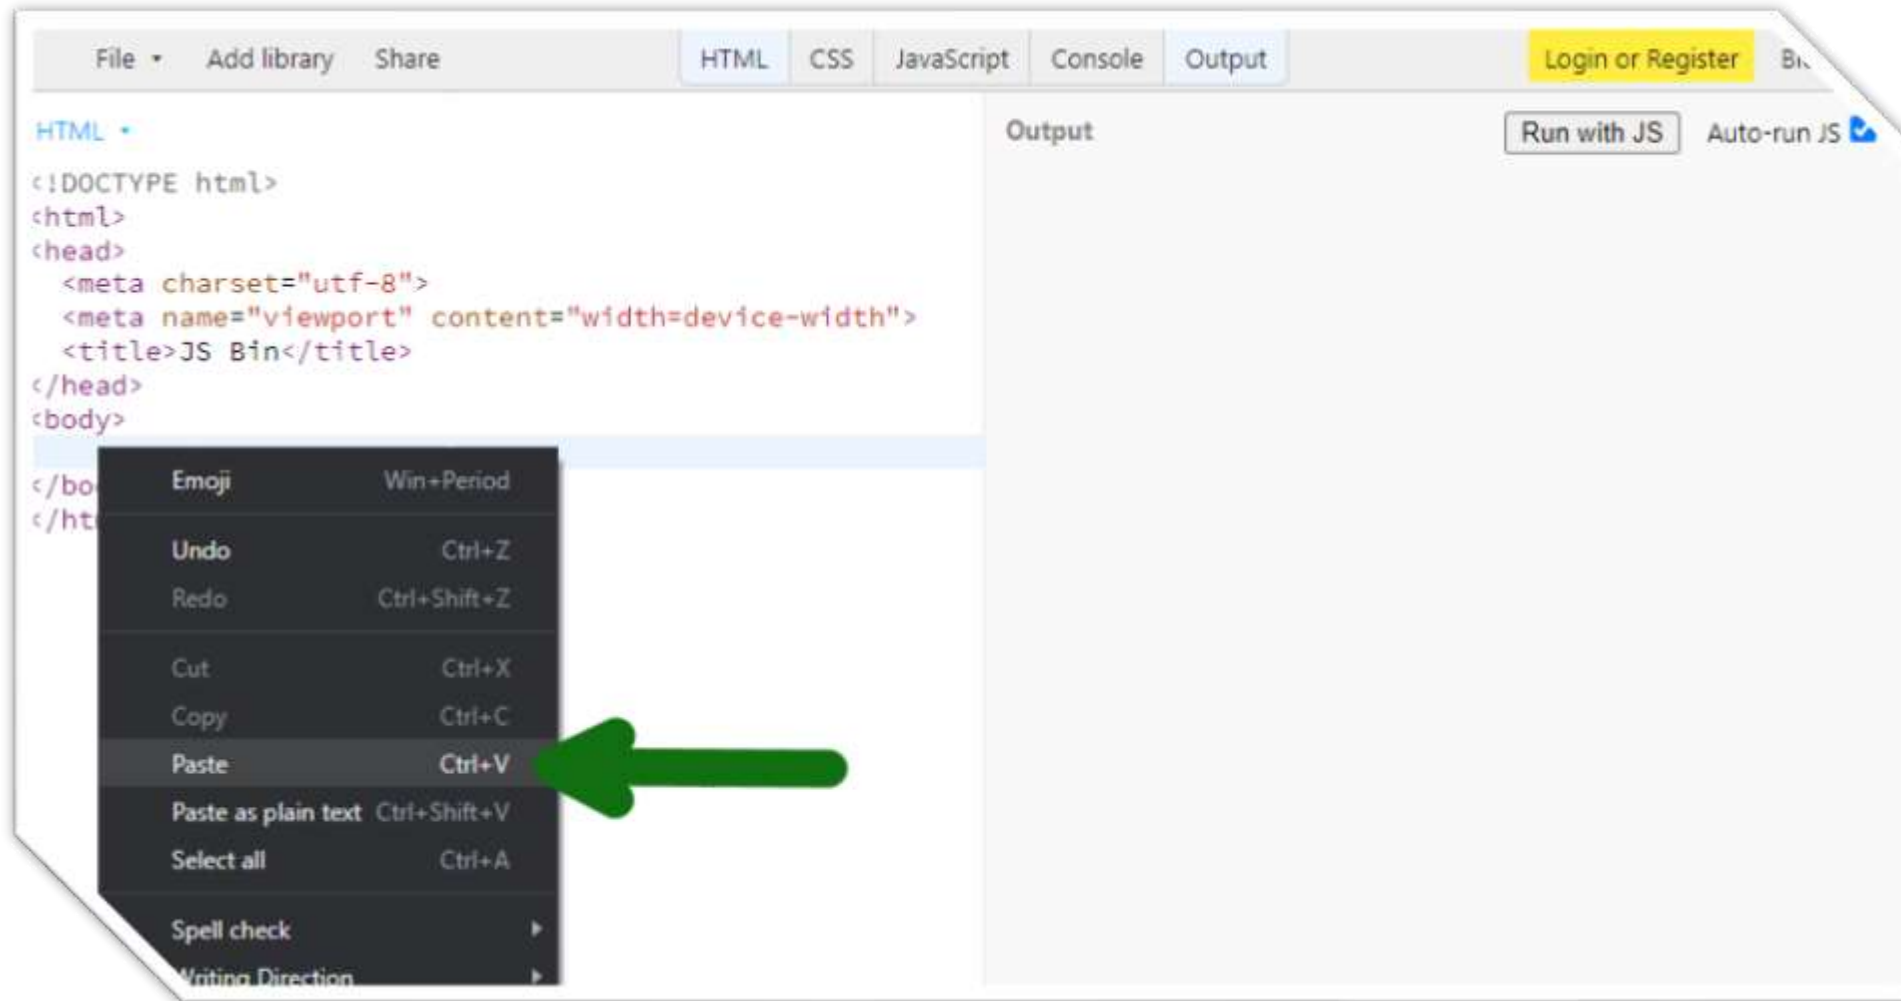 File Add library Share HTML CSS JavaScript Console Output Login or Register
HTML Output Run with JS Auto-run JS
<!DOCTYPE html>
<html>
<head>
<meta charset="utf-8">
<meta name="viewport" content="width=device-width">
<title>JS Bin</title>
</head>
<body>
Emoji Win+Period
</bo
</ht
Undo Ctrl+Z
Redo Ctrl+Shift+Z
Cut Ctrl+X
Copy Ctrl+C
Paste Ctrl+V
Paste as plain text Ctrl+Shift+V
Select all Ctrl+A
Spell check
Writing Direction